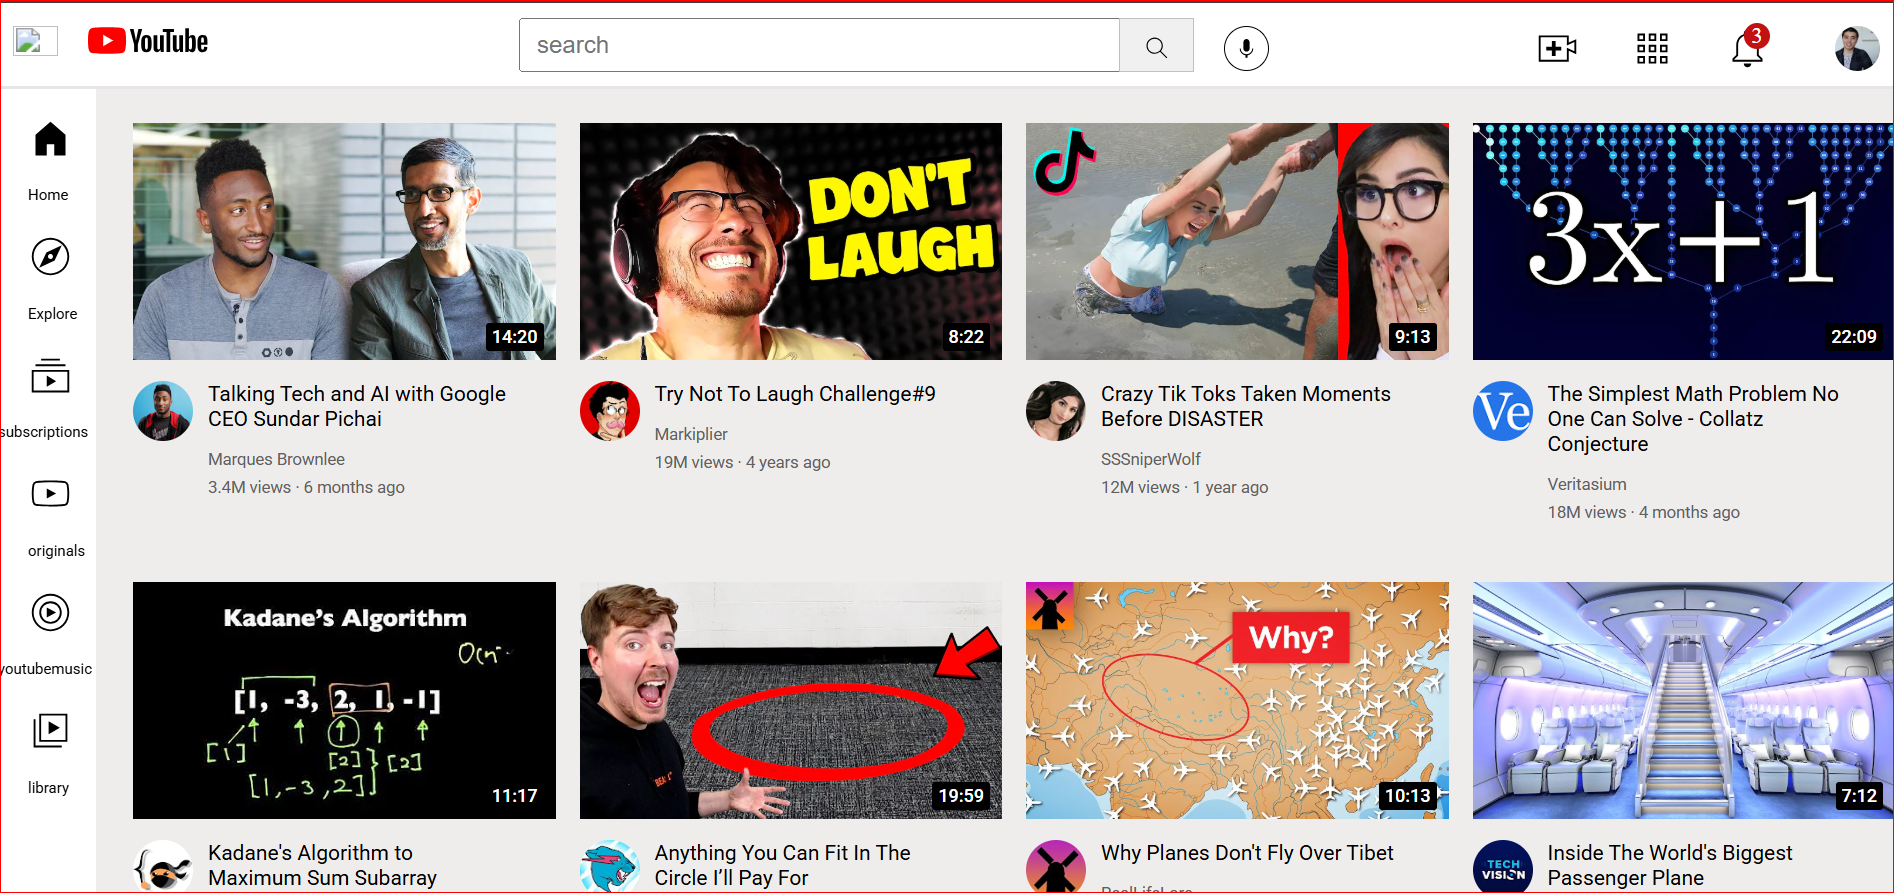 YouTube
search
3
Home
Explore
subscriptions
originals
youtubemusic
library
DON'T
LAUGH
3x+1
14:20
8:22
9:13
22:09
Talking Tech and AI with Google
CEO Sundar Pichai
Marques Brownlee
3.4M views · 6 months ago
Try Not To Laugh Challenge#9
Markiplier
19M views · 4 years ago
Crazy Tik Toks Taken Moments
Before DISASTER
SSSniperWolf
12M views · 1 year ago
Ve
The Simplest Math Problem No
One Can Solve - Collatz
Conjecture
Veritasium
18M views · 4 months ago
Kadane's Algorithm
[1, -3, 2, 1, -1]
[1]
[2]
[2]
[1,-3,2]
11:17
19:59
Why?
10:13
7:12
Kadane's Algorithm to
Maximum Sum Subarray
Anything You Can Fit In The
Circle I'll Pay For
Why Planes Don't Fly Over Tibet
RealLifeLore
TECH
VISION
Inside The World's Biggest
Passenger Plane